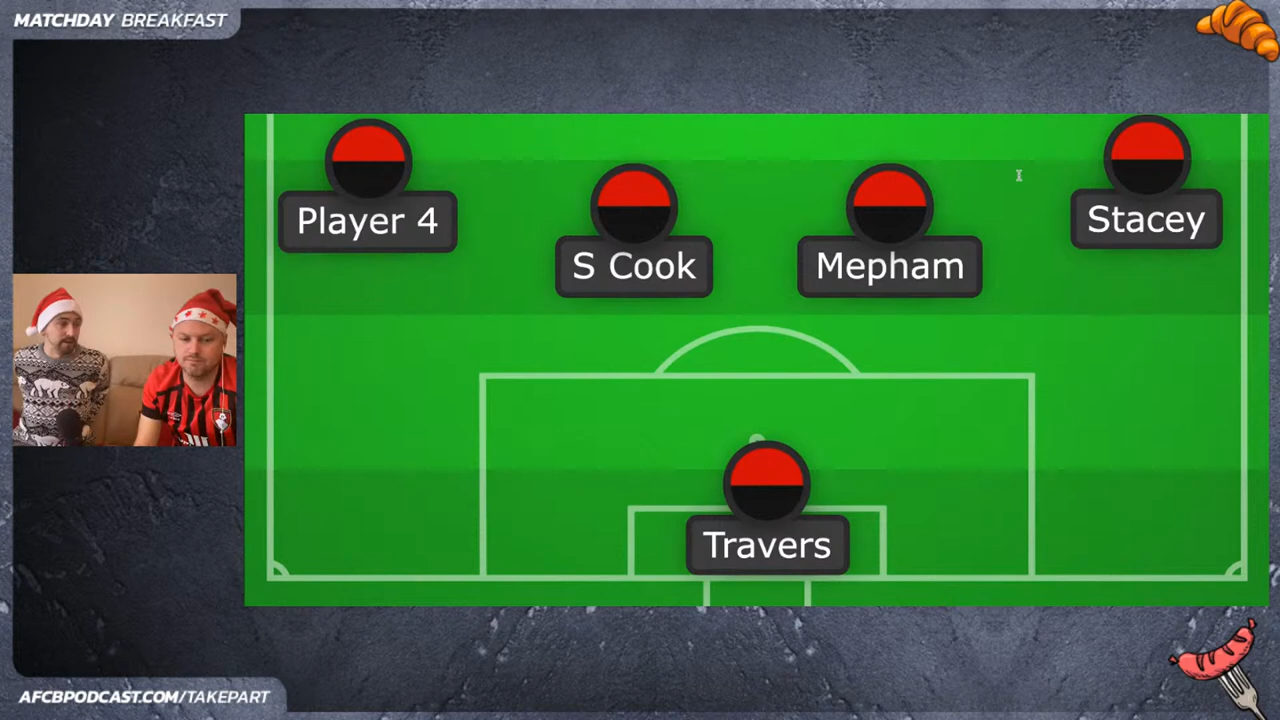 MATCHDAY BREAKFAST
Player 4
S Cook
Mepham
Stacey
Travers
AFCBPODCAST.COM/TAKEPART